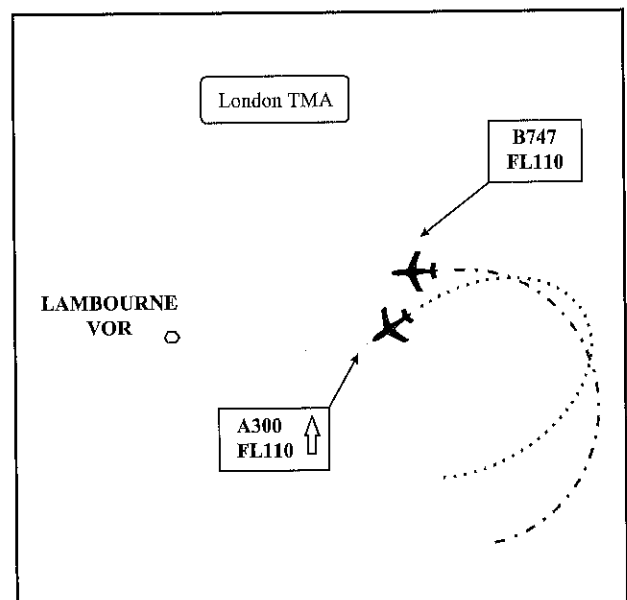 London TMA
B747
FL110
LAMBOURNE
VOR
A300
FL110